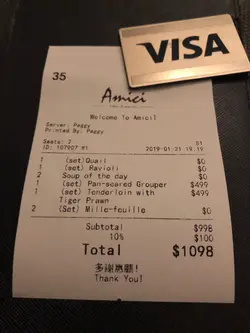 VISA
35
Amici
Welcome To Amici!
Server: Peggy
Printed By: Peggy
Seats: 2 01
ID: 107907 #1 2019-01-21 19:19
1 (set)Quail $0
1 (set) Ravioli $0
2 Soup of the day $0
1 (set) Pan-seared Grouper $499
1 (set) Tenderloin with $499
Tiger Prawn
2 (Set) Mille-feuille $0
Subtotal $998
10% $100
Total $1098
多謝惠顧!
Thank You!